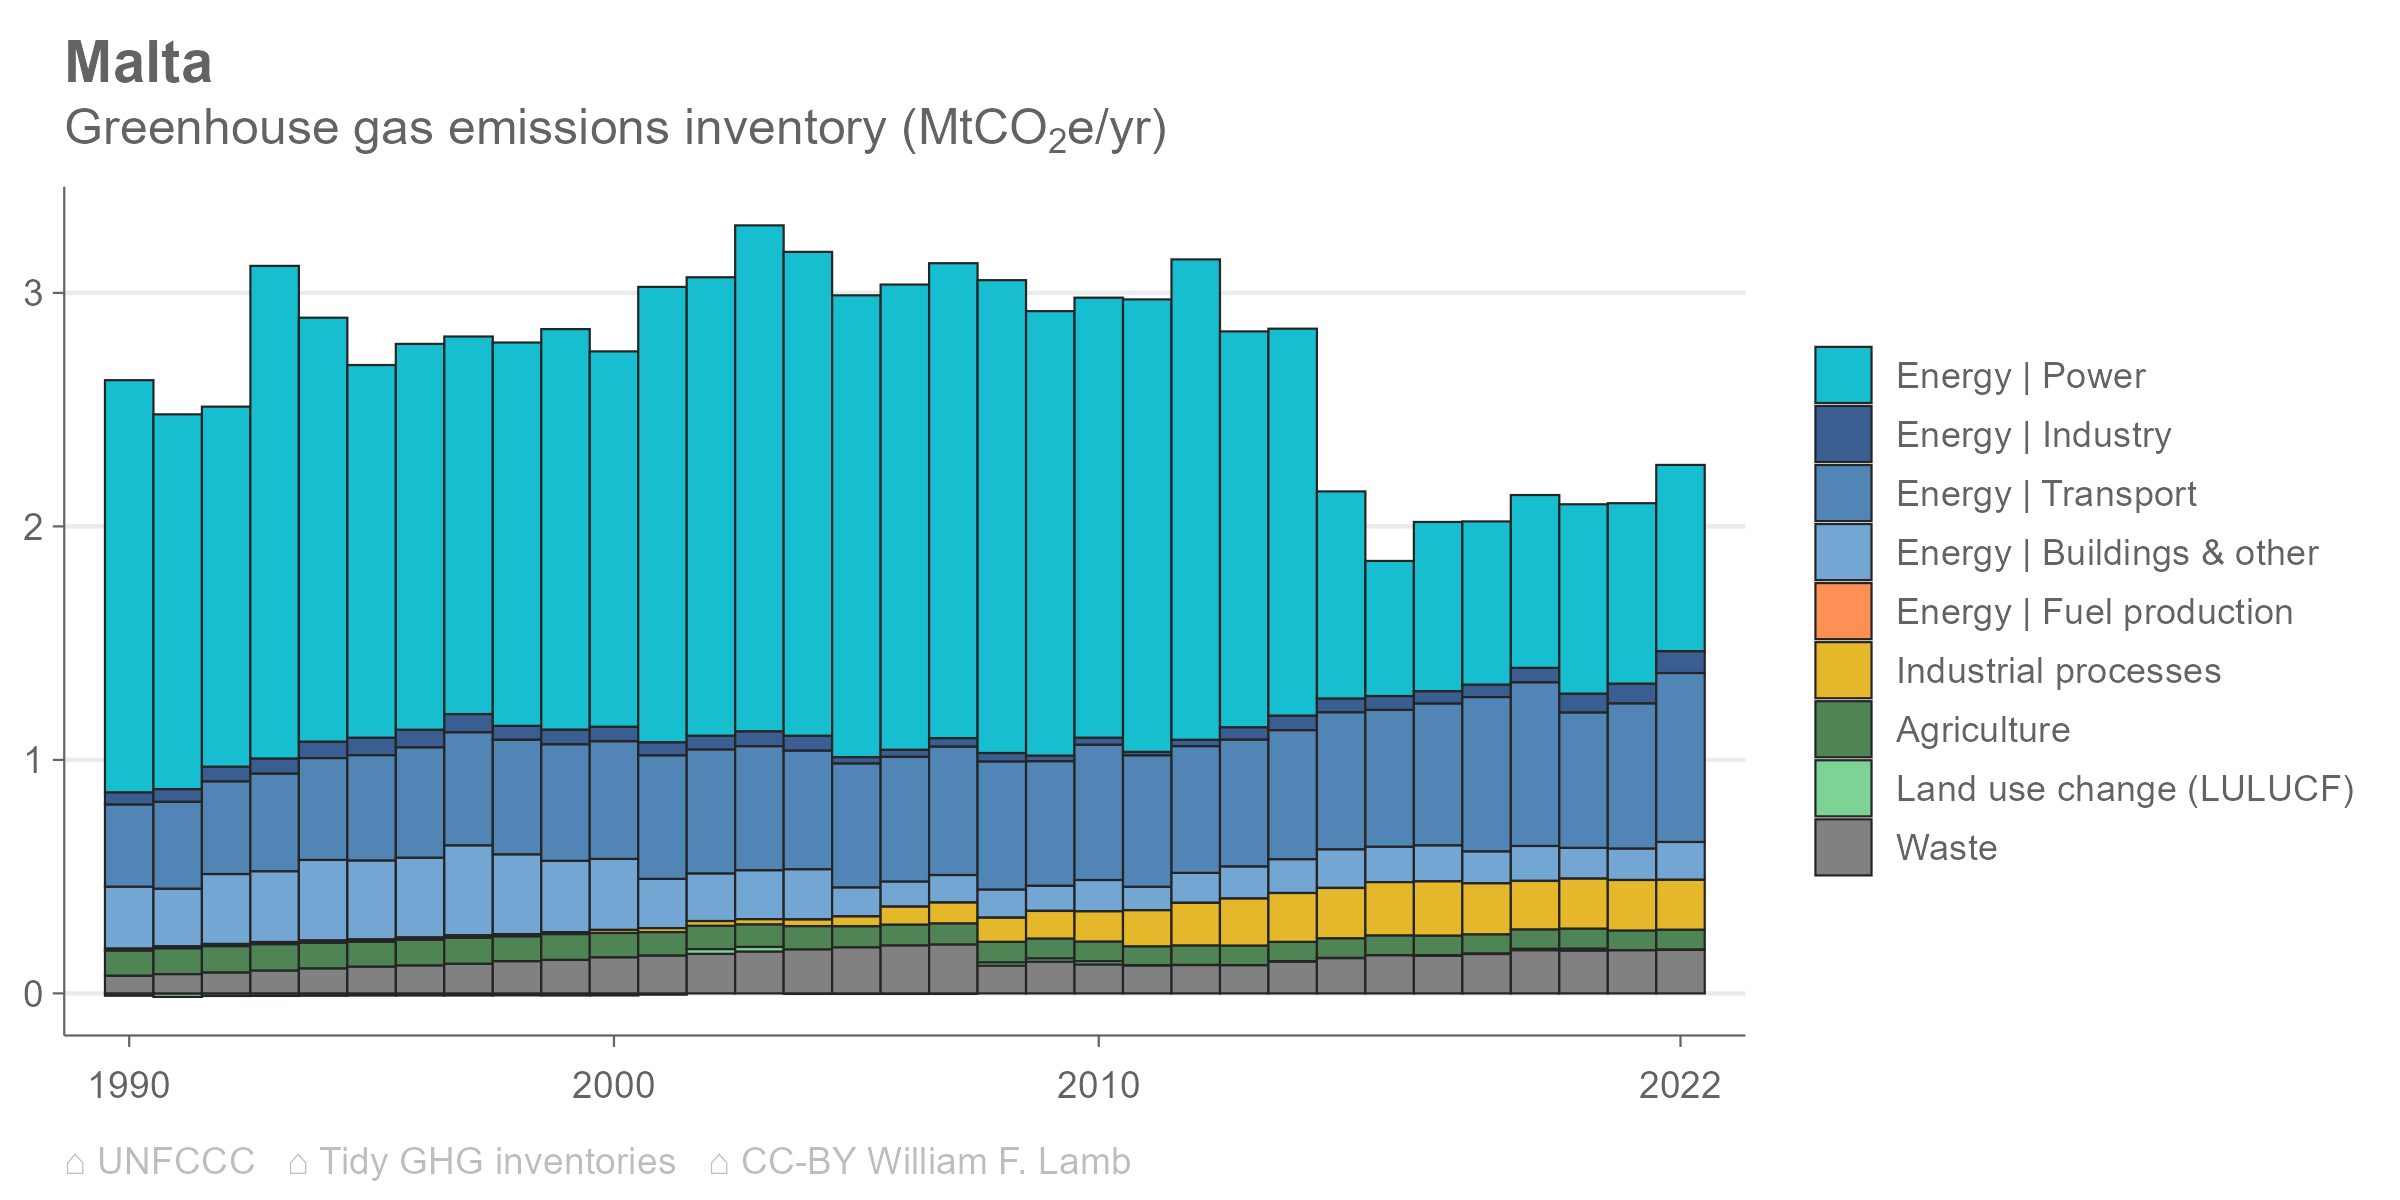 Malta
Greenhouse gas emissions inventory (MtCO₂e/yr)
3
2
1
0
1990 2000 2010 2022
Energy | Power
Energy | Industry
Energy | Transport
Energy | Buildings & other
Energy | Fuel production
Industrial processes
Agriculture
Land use change (LULUCF)
Waste
⌂ UNFCCC ⌂ Tidy GHG inventories ⌂ CC-BY William F. Lamb